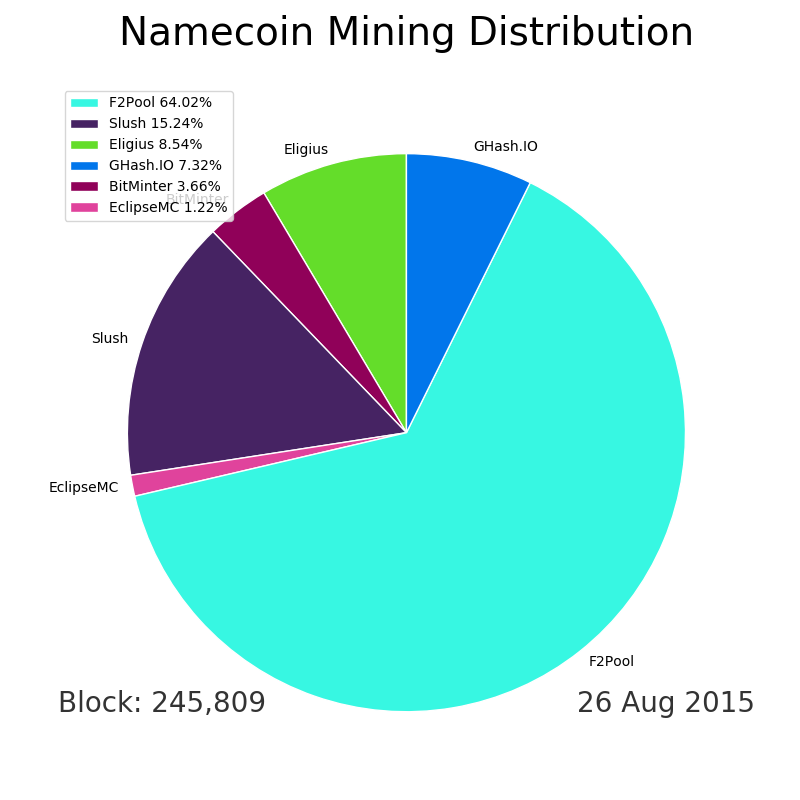 Namecoin Mining Distribution
F2Pool 64.02%
Slush 15.24%
Eligius 8.54%
GHash.IO 7.32%
BitMinter 3.66%
EclipseMC 1.22%
Eligius
GHash.IO
BitMinter
Slush
EclipseMC
F2Pool
Block: 245,809
26 Aug 2015